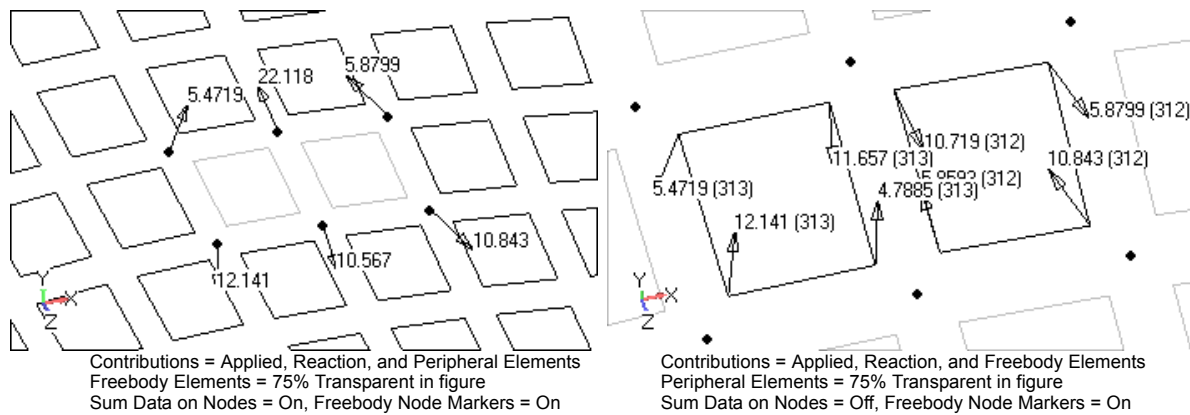 5.8799
22.118
5.4719
10.843
10.567
12.141
Y
X
Z
Contributions = Applied, Reaction, and Peripheral Elements
Freebody Elements = 75% Transparent in figure
Sum Data on Nodes = On, Freebody Node Markers = On
5.8799 (312)
10.719 (312)
11.657 (313)
10.843 (312)
(312)
5.4719 (313)
4.7885 (313)
12.141 (313)
Y
X
Z
Contributions = Applied, Reaction, and Freebody Elements
Peripheral Elements = 75% Transparent in figure
Sum Data on Nodes = Off, Freebody Node Markers = On